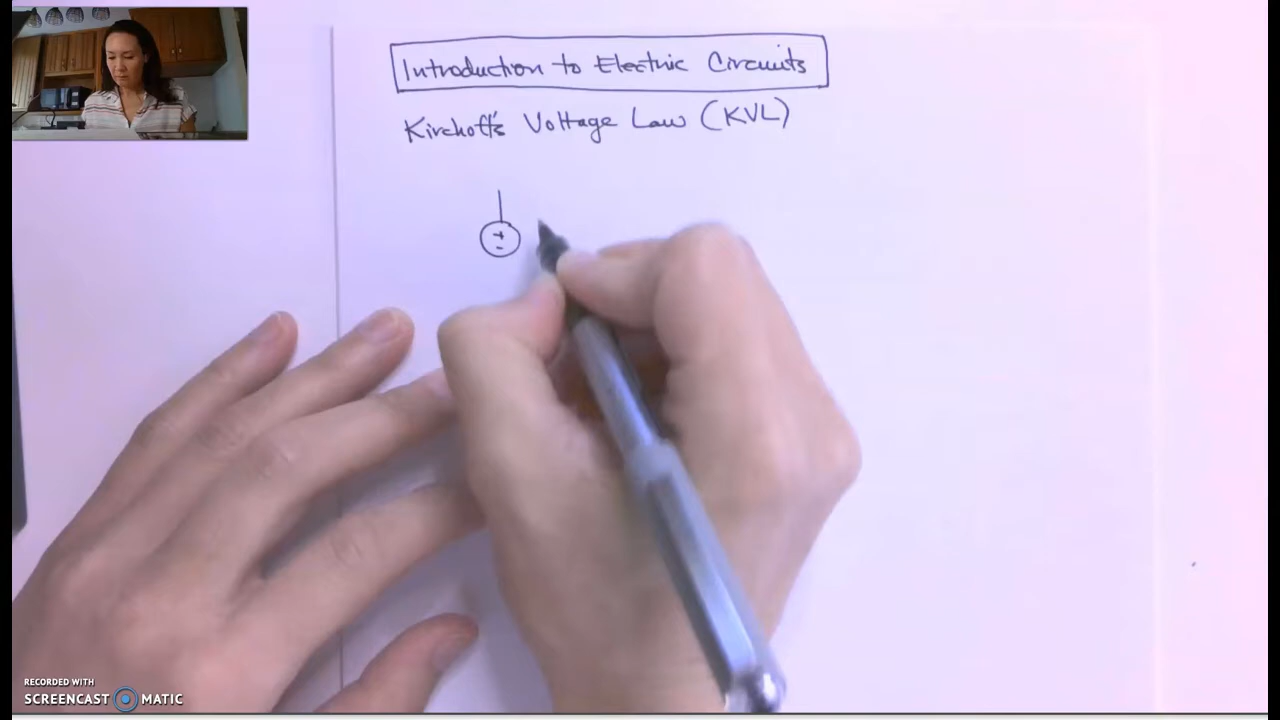 Introduction to Electric Circuits
Kirchoff's Voltage Law (KVL)
+
-
RECORDED WITH
SCREENCAST MATIC